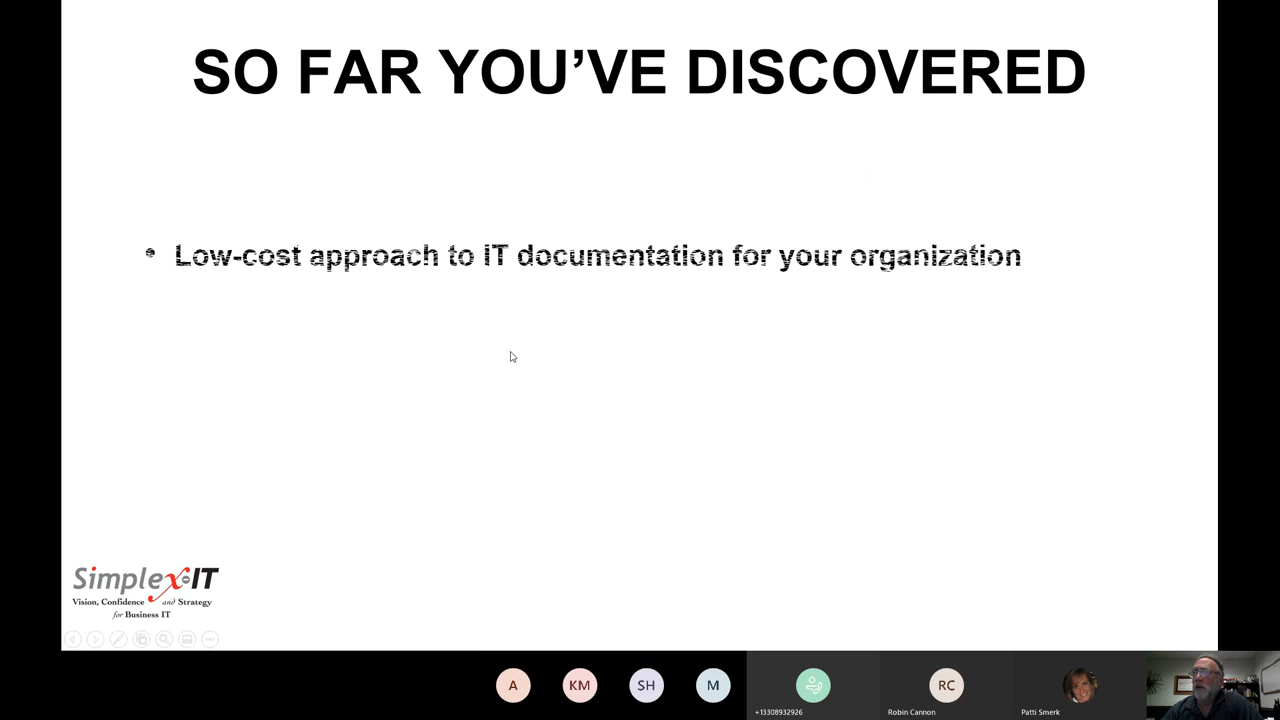 SO FAR YOU’VE DISCOVERED
• Low-cost approach to IT documentation for your organization
Simplex-IT
Vision, Confidence and Strategy
for Business IT
A
KM
SH
M
RC
+13308932926
Robin Cannon
Patti Smerk